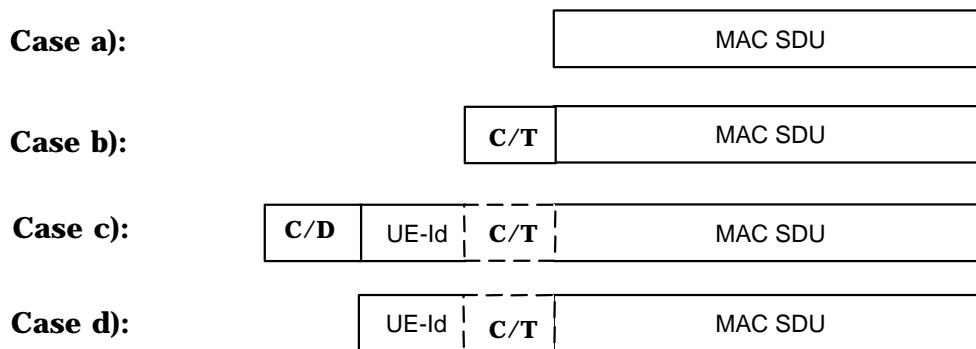 Case a): MAC SDU
Case b): C/T MAC SDU
Case c): C/D UE-Id C/T MAC SDU
Case d): UE-Id C/T MAC SDU